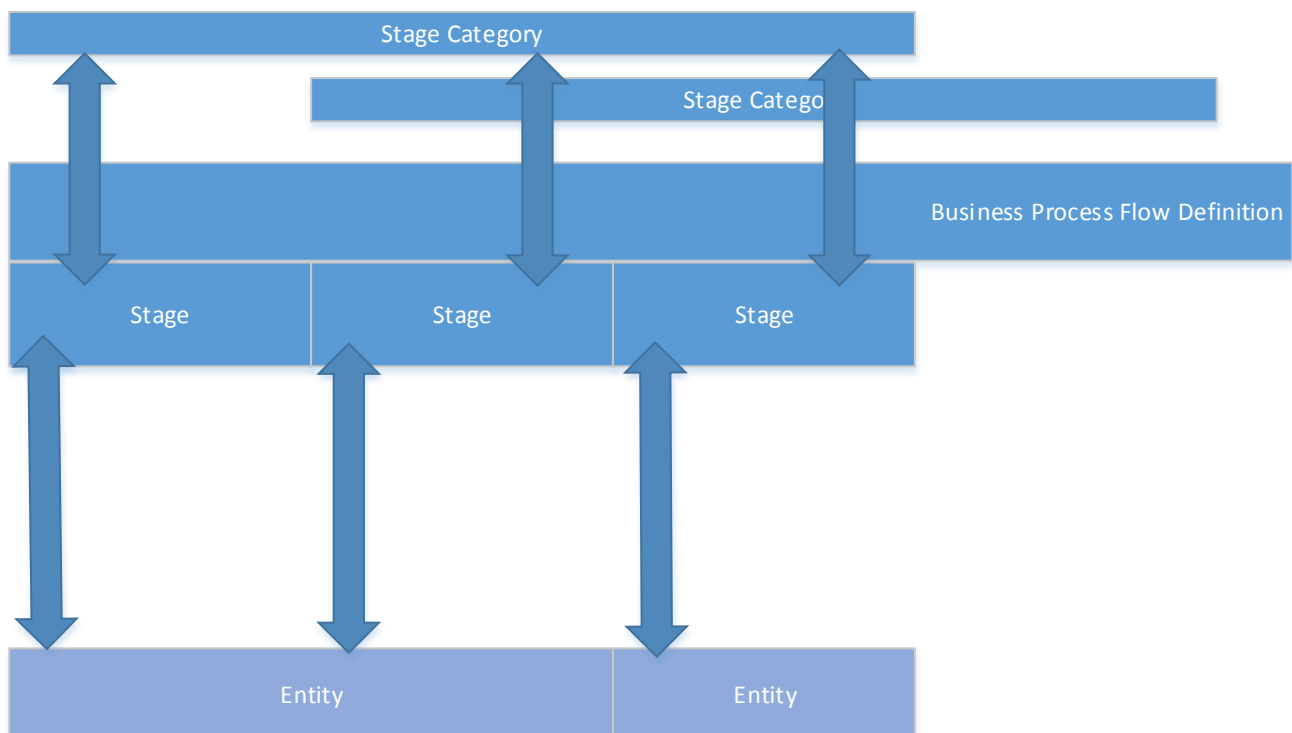 Stage Category
Stage Catego
Business Process Flow Definition
Stage
Stage
Stage
Entity
Entity